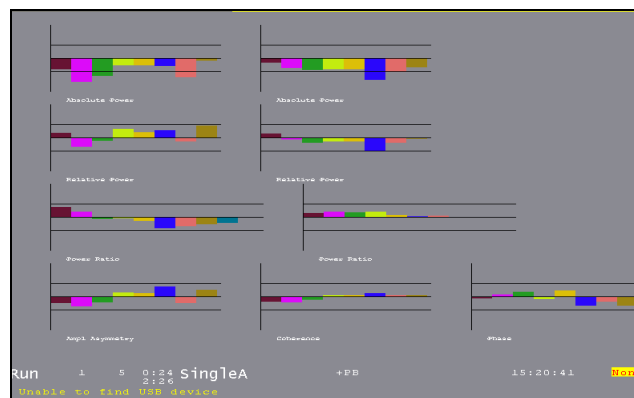 Absolute Power Absolute Power
Relative Power Relative Power
Power Ratio Power Ratio
Ampl Asymmetry Coherence Phase
Run 1 5 0:24 SingleA +PB 15:20:41 Non
2:26
Unable to find USB device